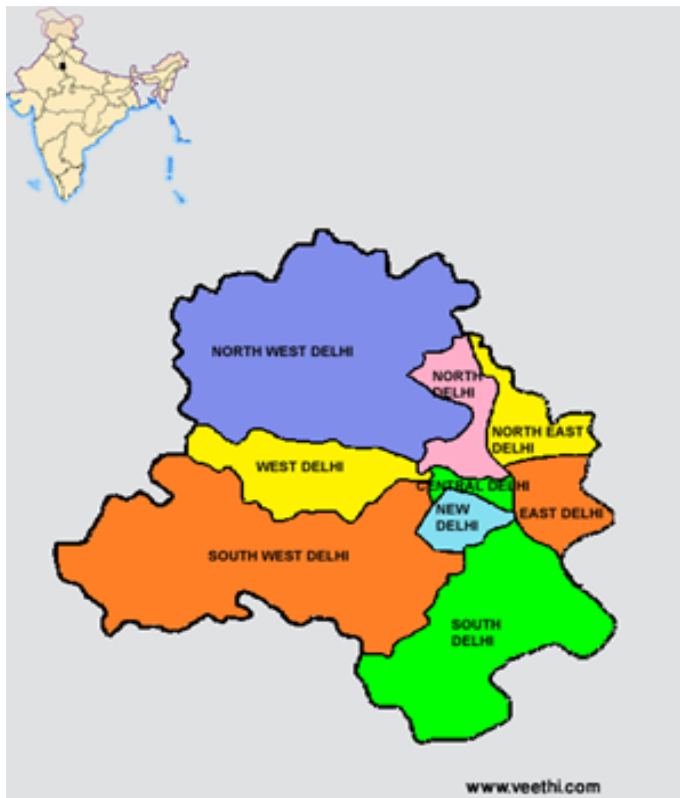 NORTH WEST DELHI
NORTH
DELHI
NORTH EAST
DELHI
WEST DELHI
CENTRAL DELHI
NEW
DELHI
EAST DELHI
SOUTH WEST DELHI
SOUTH
DELHI
www.veethi.com